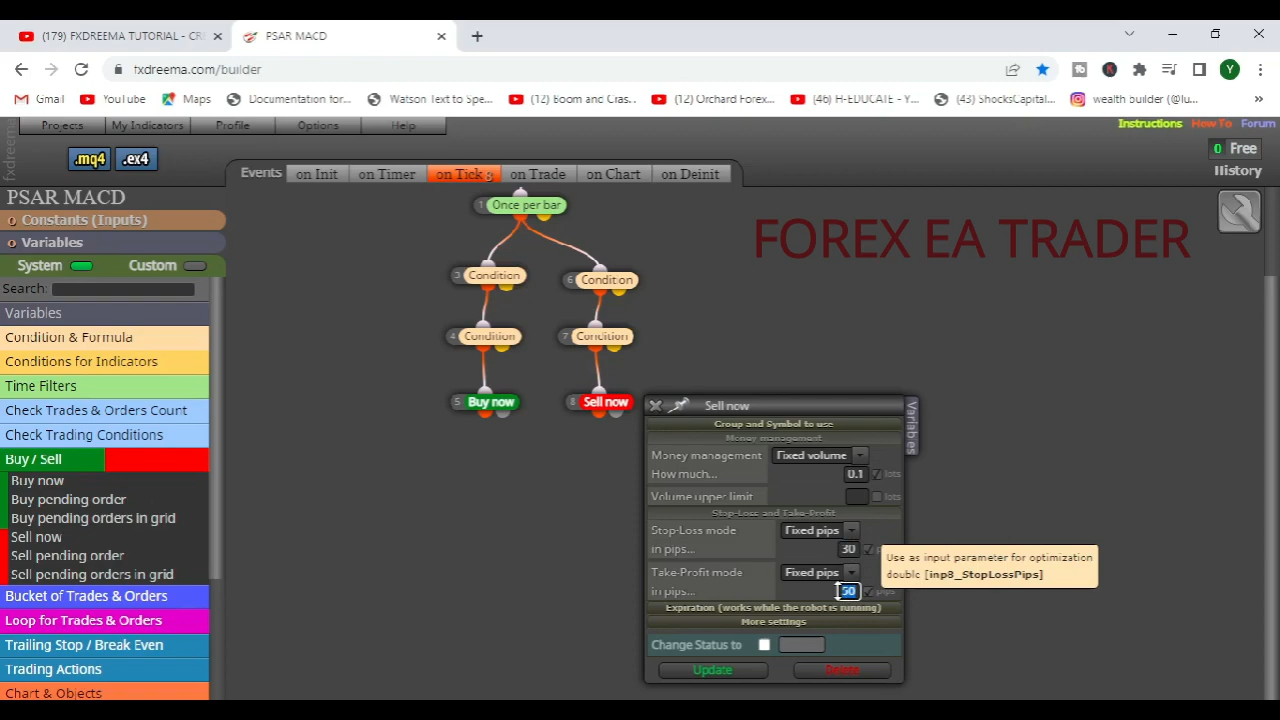 (179) FXDREEMA TUTORIAL - CRE
PSAR MACD
fxdreema.com/builder
Gmail
YouTube
Maps
Documentation for...
Watson Text to Spe...
(12) Boom and Cras...
(12) Orchard Forex...
(46) H-EDUCATE - Y...
(43) ShocksCapital...
wealth builder (@lu...
Projects
My Indicators
Profile
Options
Help
Instructions
How To
Forum
fxdreema
.mq4
.ex4
0 Free
History
Events
on Init
on Timer
on Tick 8
on Trade
on Chart
on Deinit
PSAR MACD
Constants (Inputs)
Variables
System
Custom
Search:
Variables
Condition & Formula
Conditions for Indicators
Time Filters
Check Trades & Orders Count
Check Trading Conditions
Buy / Sell
Buy now
Buy pending order
Buy pending orders in grid
Sell now
Sell pending order
Sell pending orders in grid
Bucket of Trades & Orders
Loop for Trades & Orders
Trailing Stop / Break Even
Trading Actions
Chart & Objects
1 Once per bar
3 Condition
6 Condition
4 Condition
7 Condition
5 Buy now
8 Sell now
FOREX EA TRADER
Sell now
Variables
Group and Symbol to use
Money management
Money management Fixed volume
How much... 0.1 lots
Volume upper limit lots
Stop-Loss and Take-Profit
Stop-Loss mode Fixed pips
in pips... 30
Take-Profit mode Fixed pips
in pips... 50 pips
Expiration (works while the robot is running)
More settings
Change Status to
Update
Delete
Use as input parameter for optimization
double [inp8_StopLossPips]